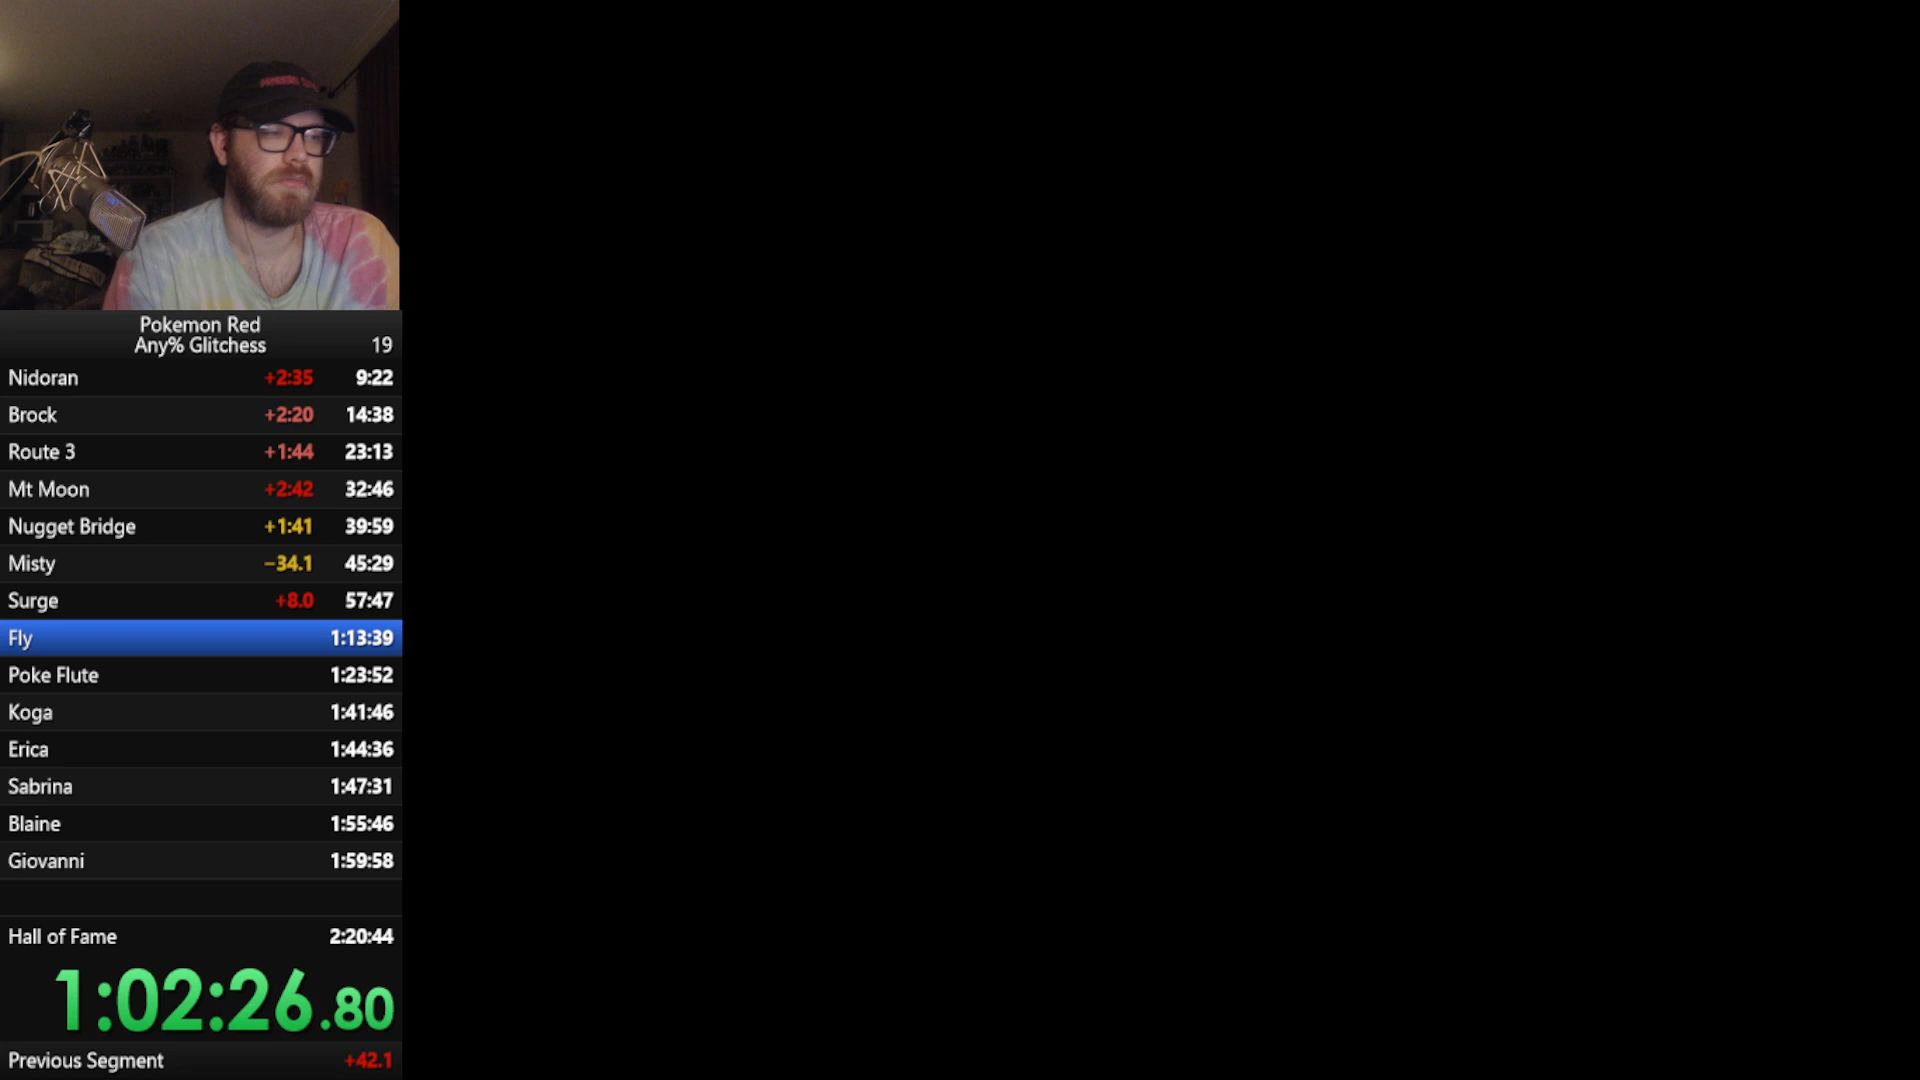 Pokemon Red
Any% Glitchess 19
Nidoran +2:35 9:22
Brock +2:20 14:38
Route 3 +1:44 23:13
Mt Moon +2:42 32:46
Nugget Bridge +1:41 39:59
Misty −34.1 45:29
Surge +8.0 57:47
Fly 1:13:39
Poke Flute 1:23:52
Koga 1:41:46
Erica 1:44:36
Sabrina 1:47:31
Blaine 1:55:46
Giovanni 1:59:58
Hall of Fame 2:20:44
1:02:26.80
Previous Segment +42.1